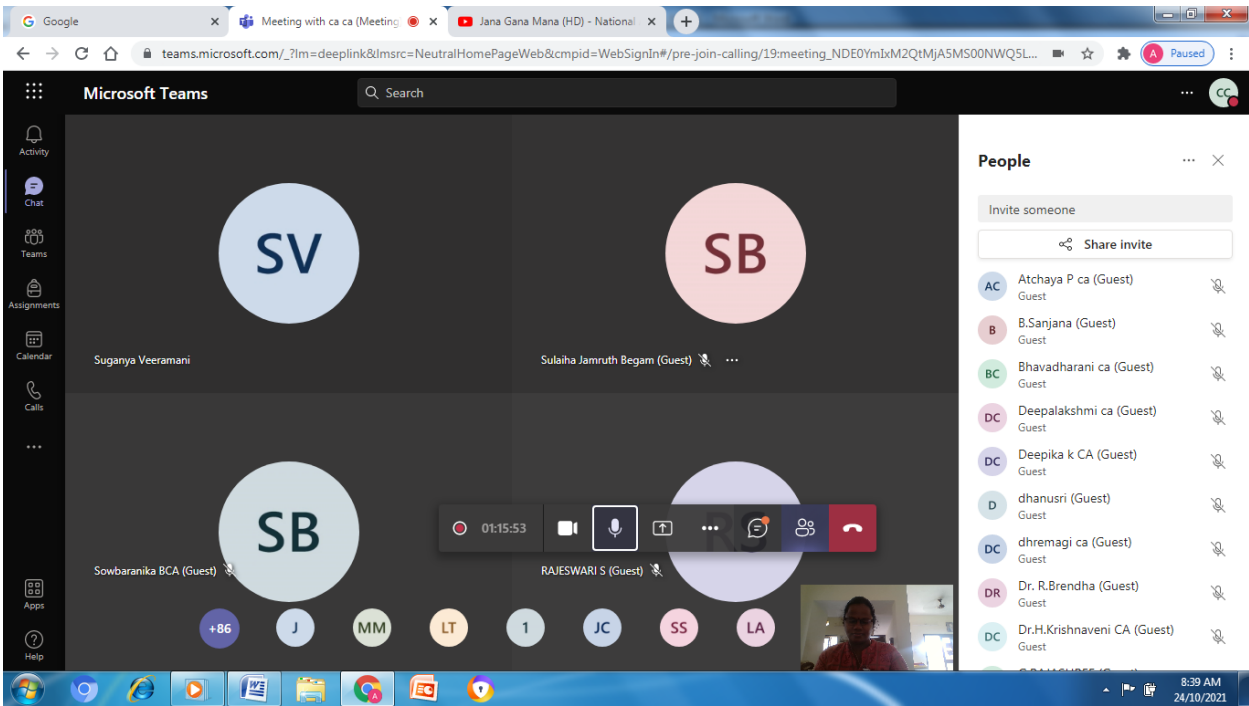 Google
Meeting with ca ca (Meeting
Jana Gana Mana (HD) - National
teams.microsoft.com/_?lm=deeplink&lmsrc=NeutralHomePageWeb&cmpid=WebSignIn#/pre-join-calling/19:meeting_NDE0YmIxM2QtMjA5MS00NWQ5L...
A
Paused
Microsoft Teams
Search
CC
Activity
Chat
Teams
Assignments
Calendar
Calls
Apps
Help
SV
Suganya Veeramani
SB
Sulaiha Jamruth Begam (Guest)
SB
Sowbaranika BCA (Guest)
RS
RAJESWARI S (Guest)
01:15:53
+86
J
MM
LT
1
JC
SS
LA
People
Invite someone
Share invite
AC
Atchaya P ca (Guest)
Guest
B
B.Sanjana (Guest)
Guest
BC
Bhavadharani ca (Guest)
Guest
DC
Deepalakshmi ca (Guest)
Guest
DC
Deepika k CA (Guest)
Guest
D
dhanusri (Guest)
Guest
DC
dhremagi ca (Guest)
Guest
DR
Dr. R.Brendha (Guest)
Guest
DC
Dr.H.Krishnaveni CA (Guest)
Guest
8:39 AM
24/10/2021